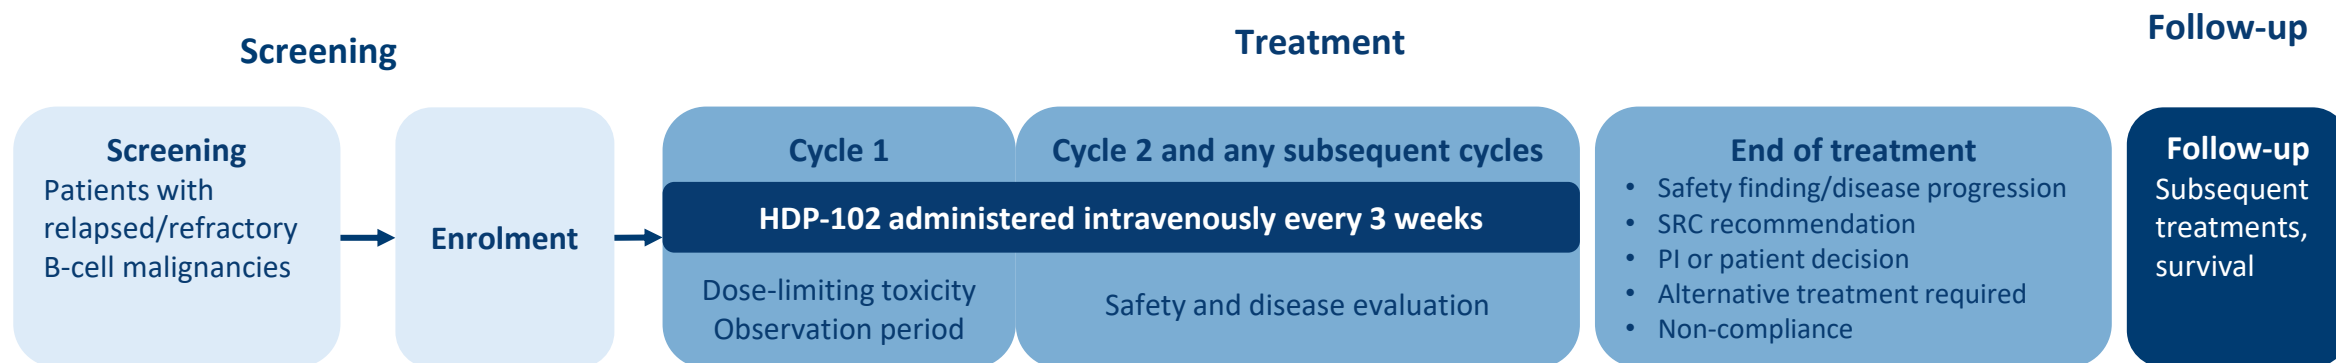 Screening
Treatment
Follow-up
Screening
Patients with
relapsed/refractory
B-cell malignancies
Enrolment
Cycle 1
Cycle 2 and any subsequent cycles
HDP-102 administered intravenously every 3 weeks
Dose-limiting toxicity
Observation period
Safety and disease evaluation
End of treatment
• Safety finding/disease progression
• SRC recommendation
• PI or patient decision
• Alternative treatment required
• Non-compliance
Follow-up
Subsequent
treatments,
survival